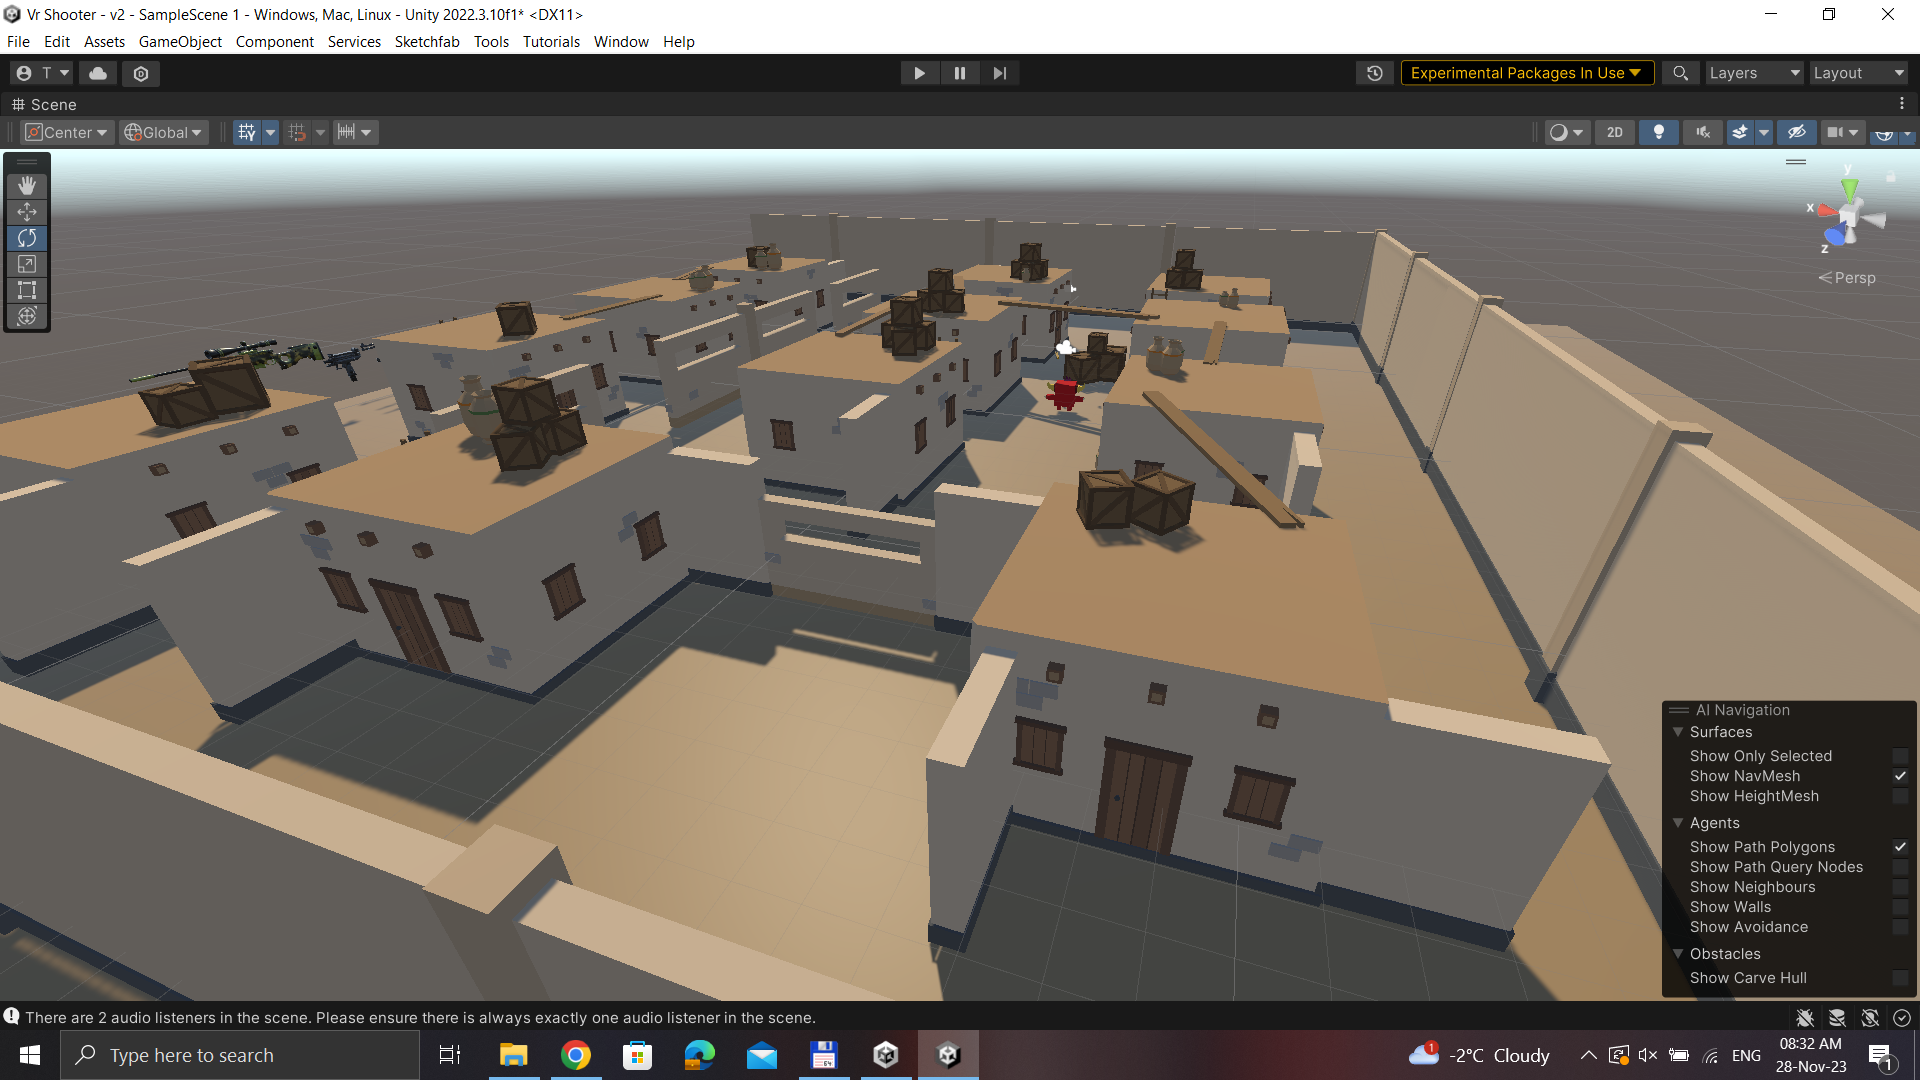 Vr Shooter - v2 - SampleScene 1 - Windows, Mac, Linux - Unity 2022.3.10f1* <DX11>
File Edit Assets GameObject Component Services Sketchfab Tools Tutorials Window Help
T Experimental Packages In Use Layers Layout
Scene
Center Global 2D
y
x
z
Persp
AI Navigation
Surfaces
Show Only Selected
Show NavMesh
Show HeightMesh
Agents
Show Path Polygons
Show Path Query Nodes
Show Neighbours
Show Walls
Show Avoidance
Obstacles
Show Carve Hull
There are 2 audio listeners in the scene. Please ensure there is always exactly one audio listener in the scene.
Type here to search
64
1
-2°C Cloudy
ENG
08:32 AM
28-Nov-23
1